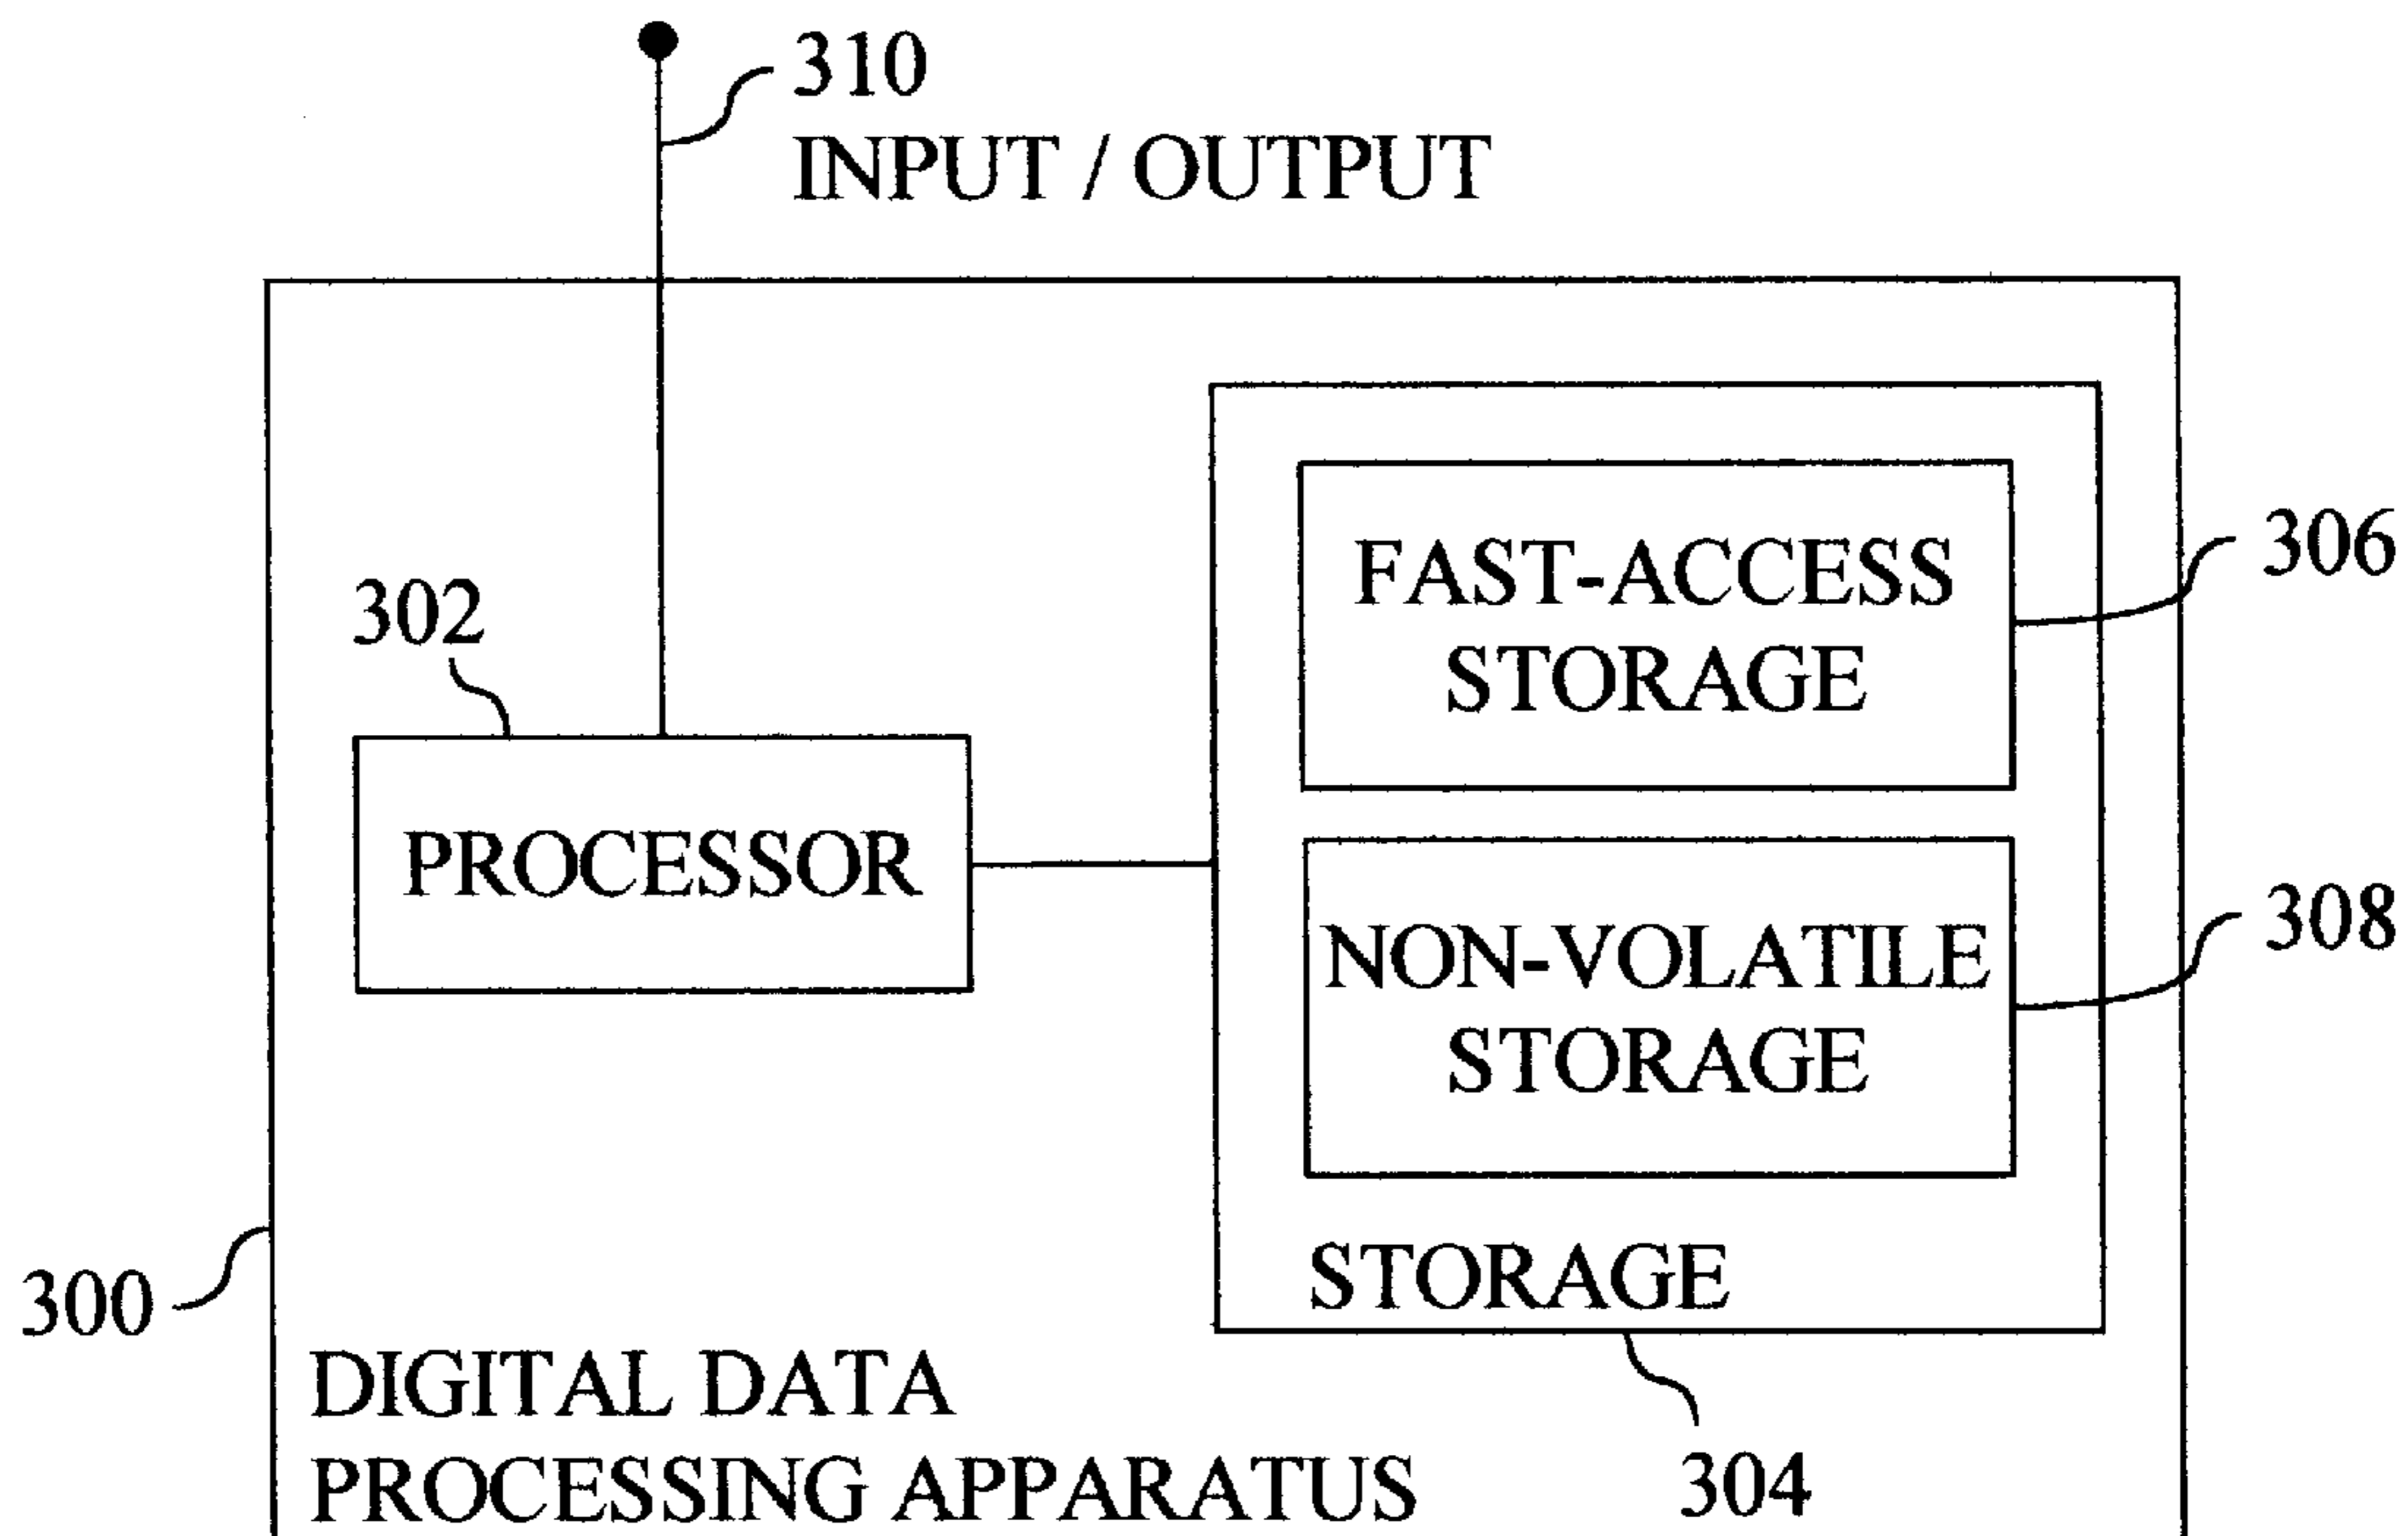 310
INPUT / OUTPUT
306
FAST-ACCESS
STORAGE
302
PROCESSOR
308
NON-VOLATILE
STORAGE
300
STORAGE
DIGITAL DATA
PROCESSING APPARATUS
304